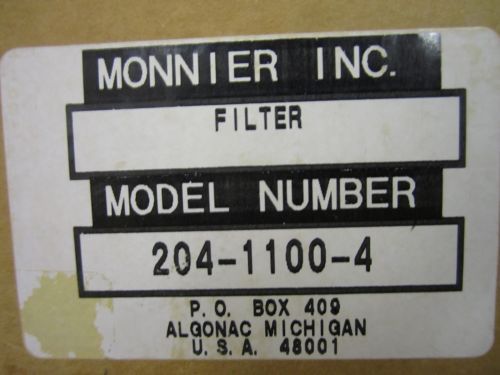 MONNIER INC.
FILTER
MODEL NUMBER
204-1100-4
P.O. BOX 409
ALGONAC MICHIGAN
U.S.A. 48001